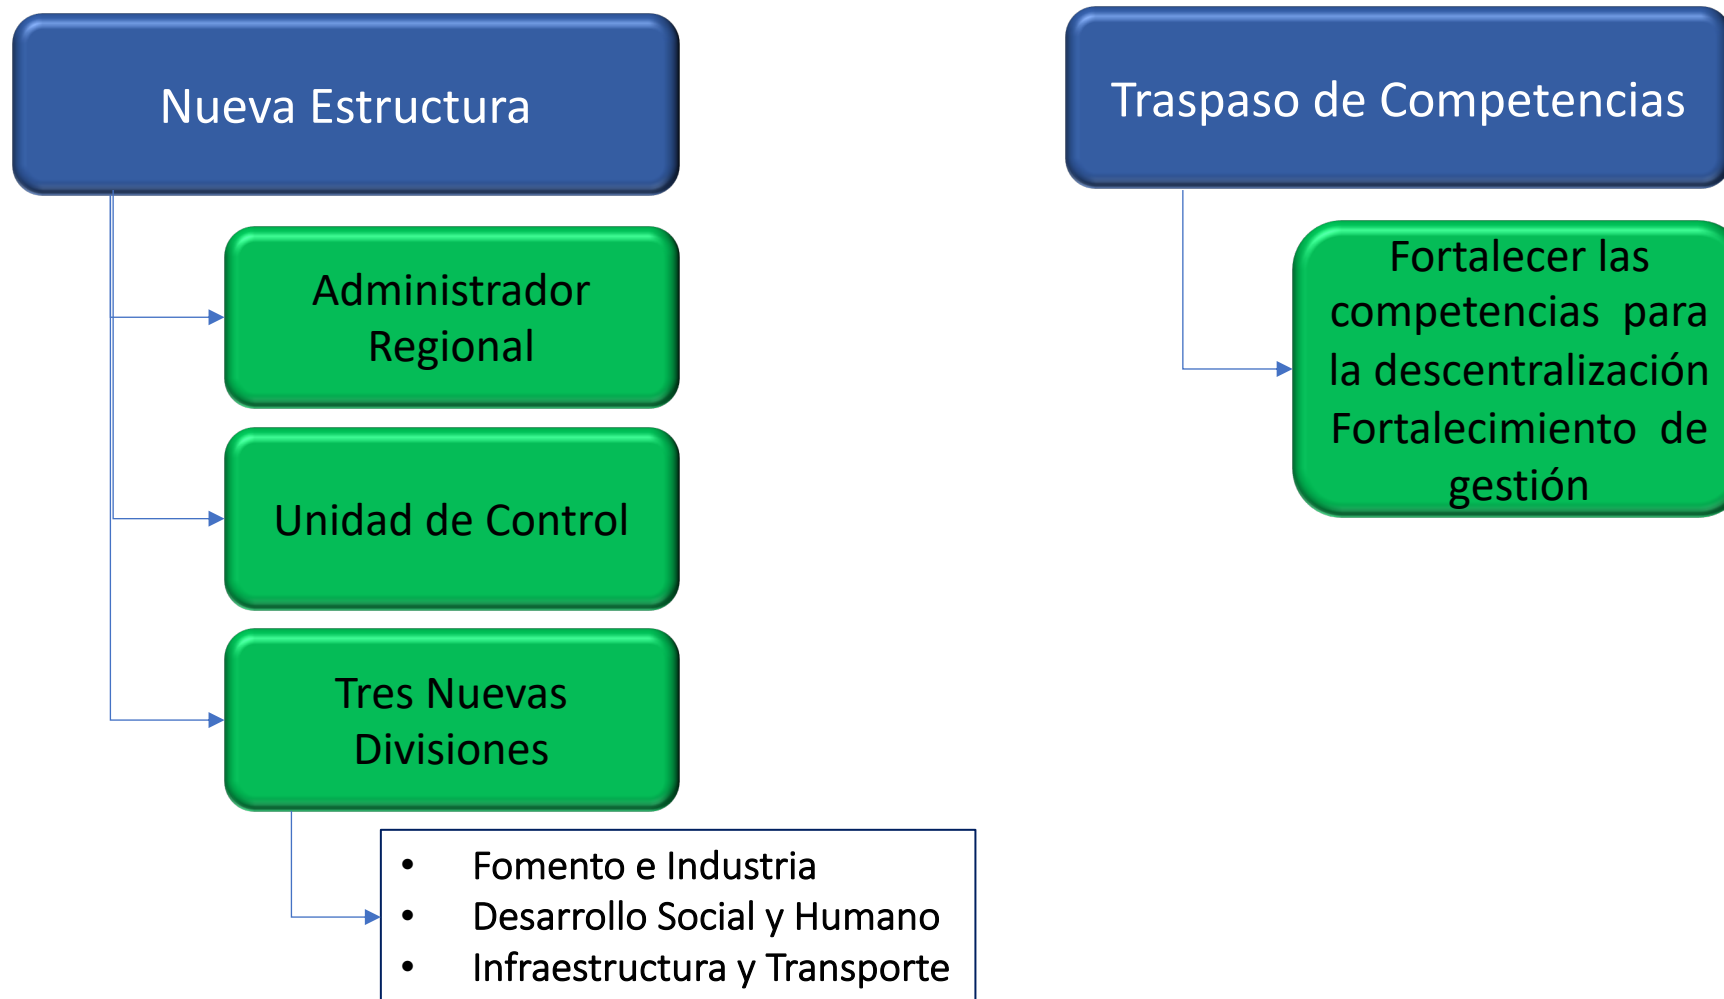 Nueva Estructura
Administrador
Regional
Unidad de Control
Tres Nuevas
Divisiones
• Fomento e Industria
• Desarrollo Social y Humano
• Infraestructura y Transporte
Traspaso de Competencias
Fortalecer las
competencias para
la descentralización
Fortalecimiento de
gestión